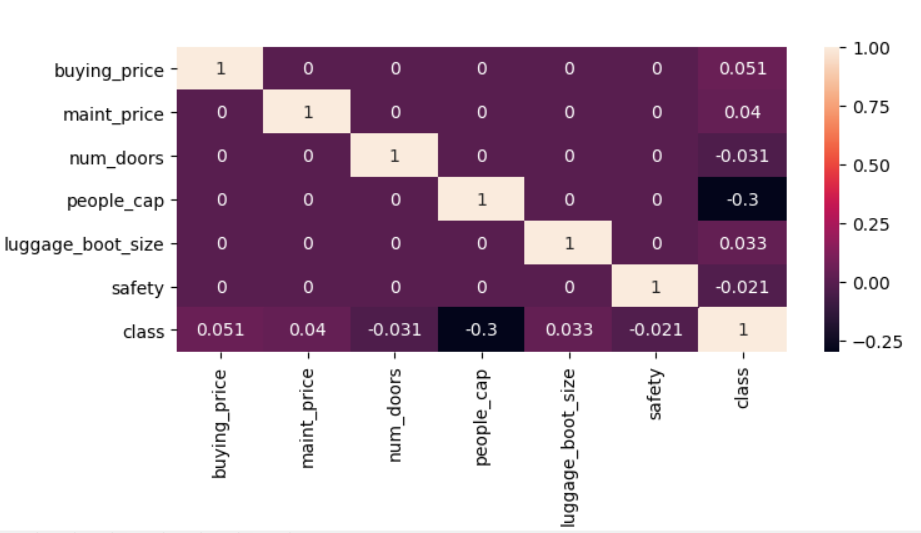 buying_price 1 0 0 0 0 0 0.051
maint_price 0 1 0 0 0 0 0.04
num_doors 0 0 1 0 0 0 -0.031
people_cap 0 0 0 1 0 0 -0.3
luggage_boot_size 0 0 0 0 1 0 0.033
safety 0 0 0 0 0 1 -0.021
class 0.051 0.04 -0.031 -0.3 0.033 -0.021 1
buying_price
maint_price
num_doors
people_cap
luggage_boot_size
safety
class
1.00
0.75
0.50
0.25
0.00
−0.25